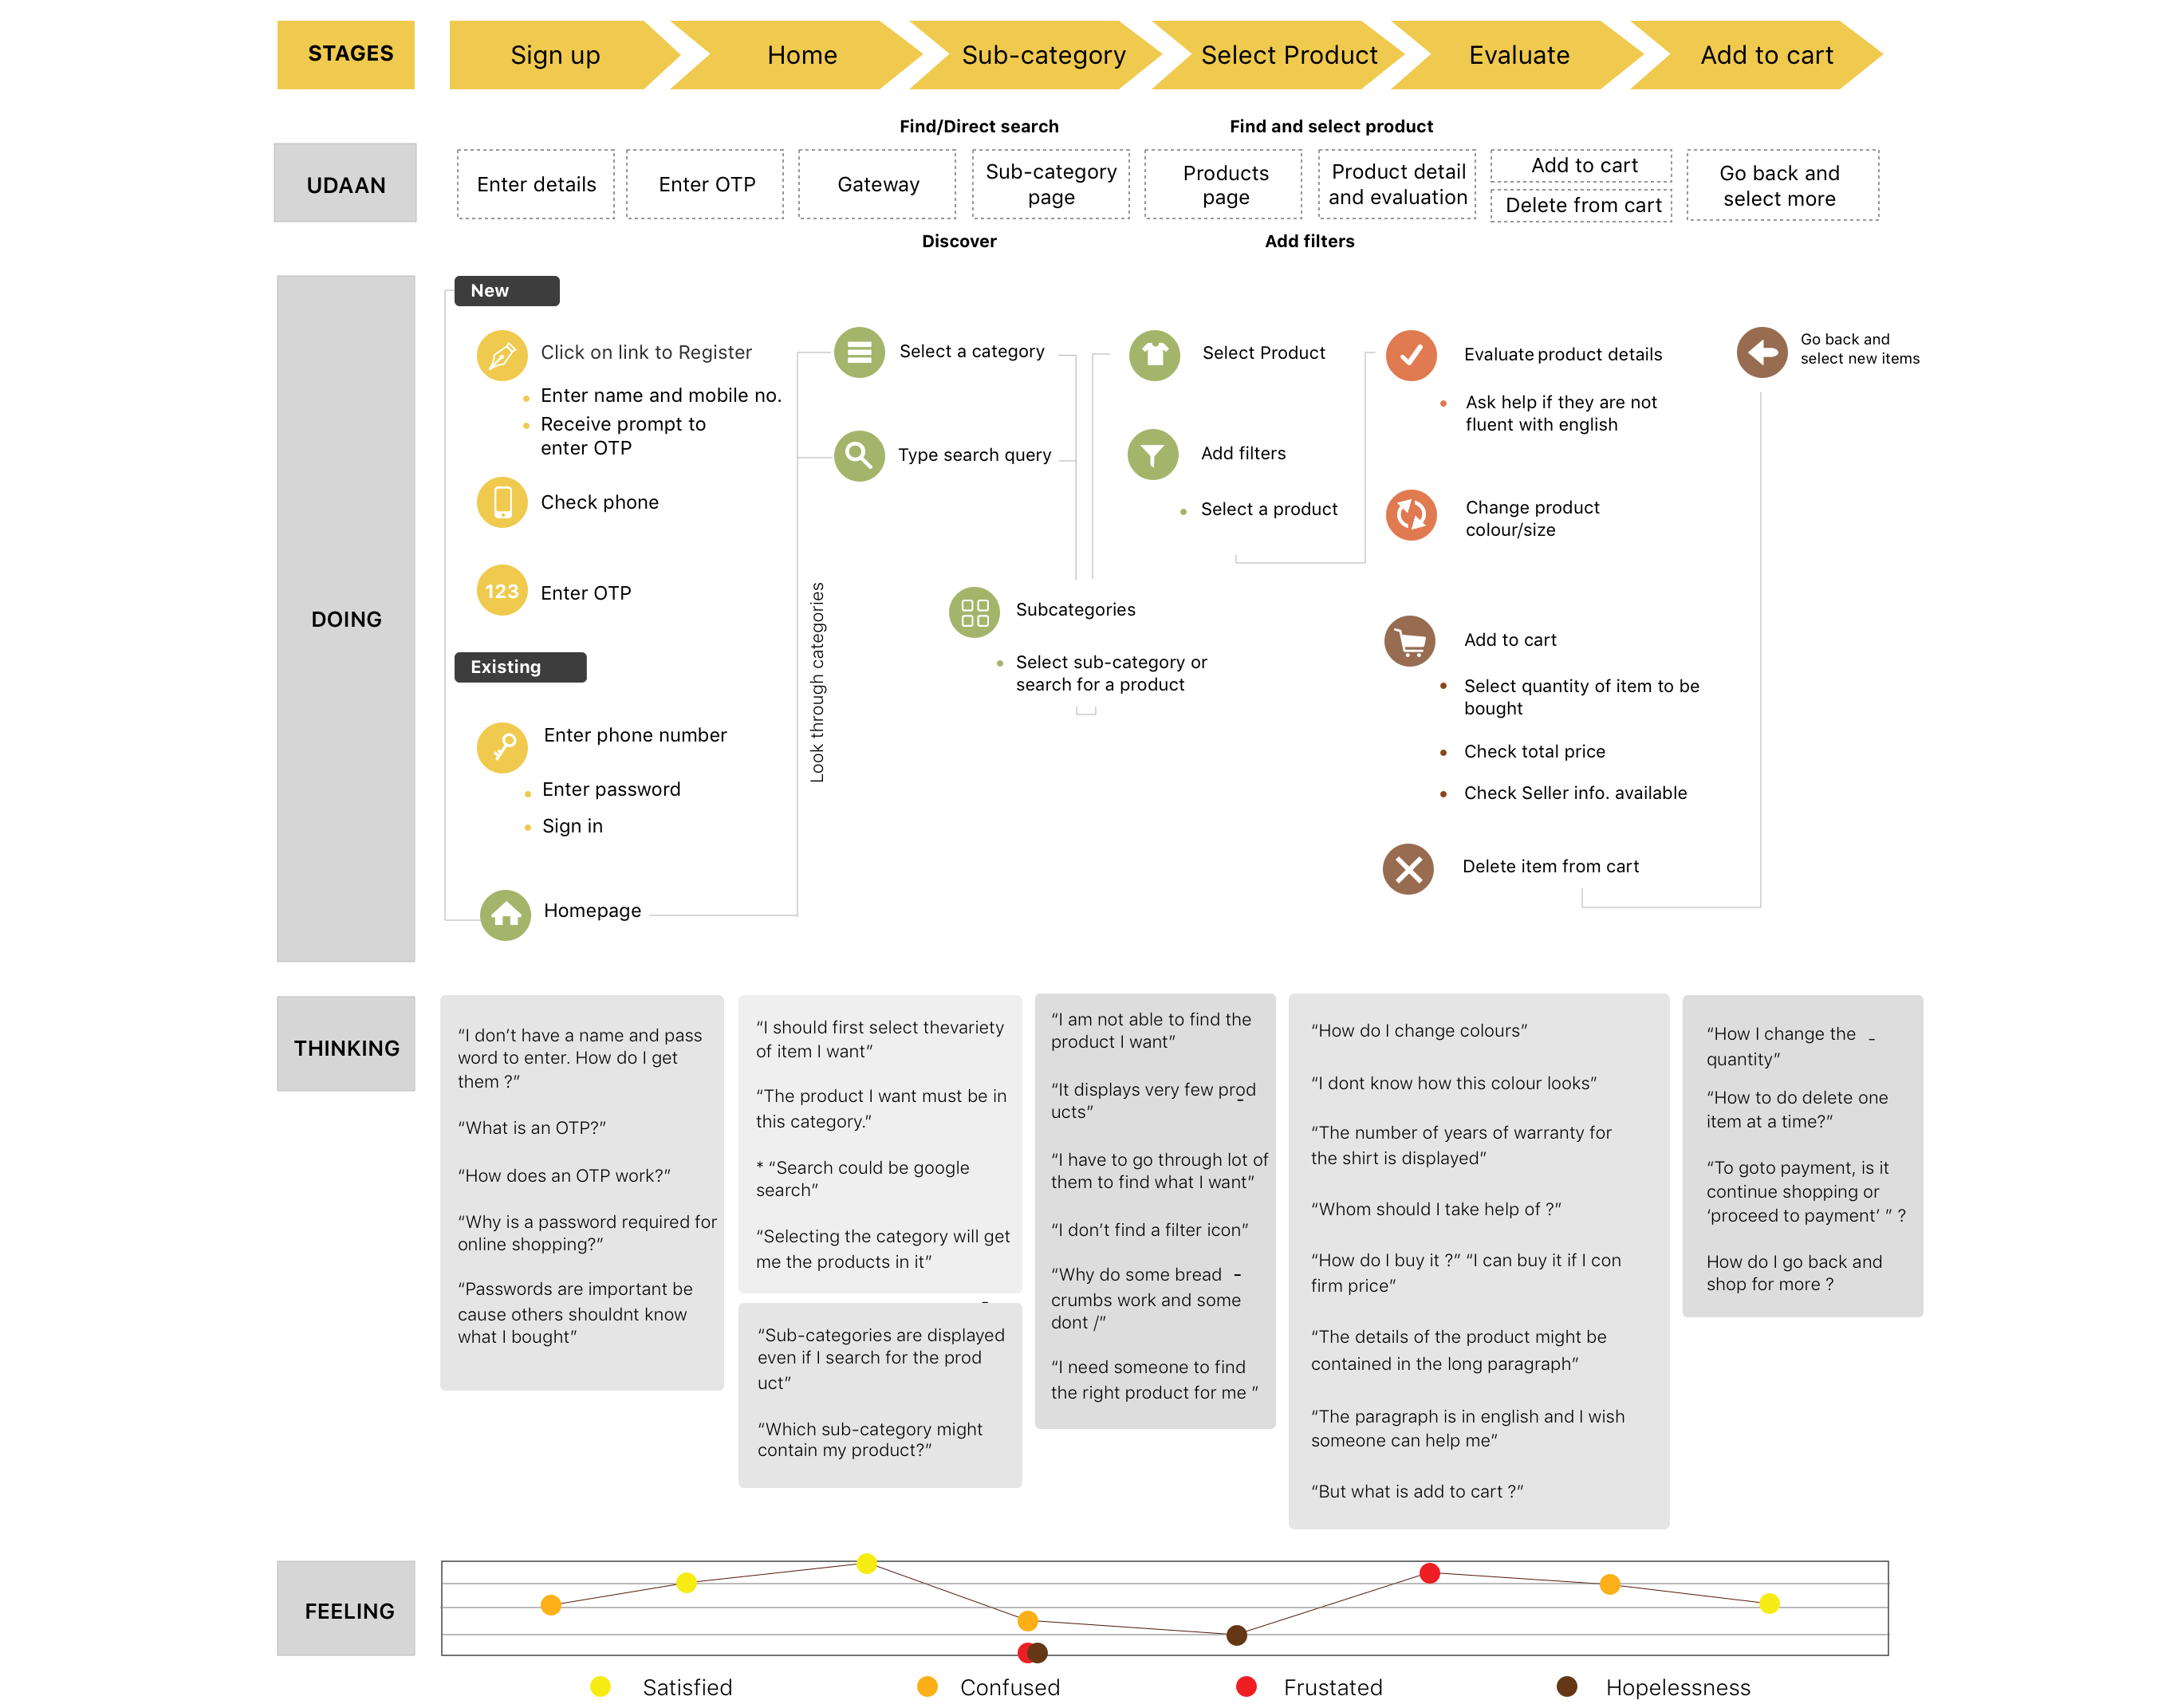 STAGES
Sign up
Home
Sub-category
Select Product
Evaluate
Add to cart
Find/Direct search
Find and select product
UDAAN
Enter details
Enter OTP
Gateway
Sub-category
page
Products
page
Product detail
and evaluation
Add to cart
Delete from cart
Go back and
select more
Discover
Add filters
DOING
New
Click on link to Register
Enter name and mobile no.
Receive prompt to
enter OTP
Check phone
123
Enter OTP
Existing
Enter phone number
Enter password
Sign in
Homepage
Look through categories
Select a category
Type search query
Subcategories
Select sub-category or
search for a product
Select Product
Add filters
Select a product
Evaluate product details
Ask help if they are not
fluent with english
Change product
colour/size
Add to cart
Select quantity of item to be
bought
Check total price
Check Seller info. available
Delete item from cart
Go back and
select new items
THINKING
“I don’t have a name and pass
word to enter. How do I get
them ?”
“What is an OTP?”
“How does an OTP work?”
“Why is a password required for
online shopping?”
“Passwords are important be
cause others shouldnt know
what I bought”
“I should first select thevariety
of item I want”
“The product I want must be in
this category.”
* “Search could be google
search”
“Selecting the category will get
me the products in it”
-
“Sub-categories are displayed
even if I search for the prod
uct”
“Which sub-category might
contain my product?”
“I am not able to find the
product I want”
“It displays very few prod
-
ucts”
“I have to go through lot of
them to find what I want”
“I don’t find a filter icon”
“Why do some bread -
crumbs work and some
dont /”
“I need someone to find
the right product for me ”
“How do I change colours”
“I dont know how this colour looks”
“The number of years of warranty for
the shirt is displayed”
“Whom should I take help of ?”
“How do I buy it ?” “I can buy it if I con
firm price”
“The details of the product might be
contained in the long paragraph”
“The paragraph is in english and I wish
someone can help me”
“But what is add to cart ?”
“How I change the -
quantity”
“How to do delete one
item at a time?”
“To goto payment, is it
continue shopping or
‘proceed to payment’ ” ?
How do I go back and
shop for more ?
FEELING
Satisfied
Confused
Frustated
Hopelessness